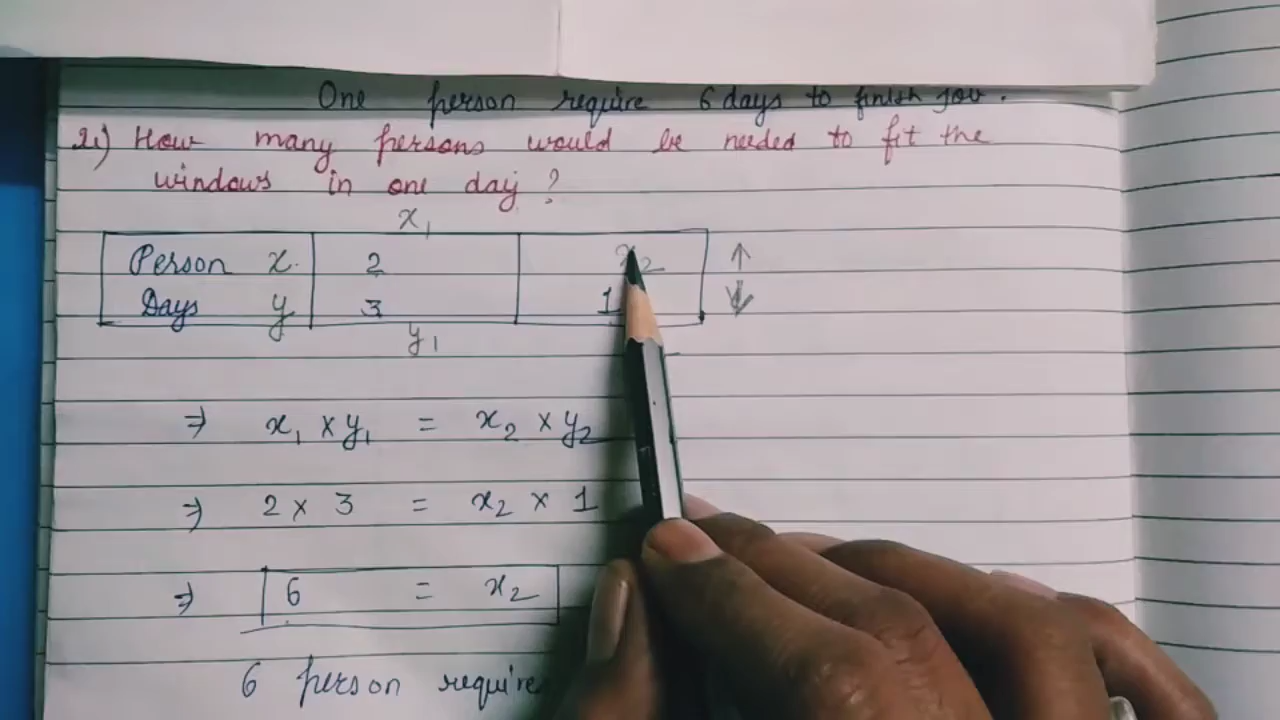 One person require 6 days to finish job.
2.) How many persons would be needed to fit the
windows in one day ?
x₁
Person x. 2 x₂
Days y 3 1
y₁
⇒ x₁ × y₁ = x₂ × y₂
⇒ 2 × 3 = x₂ × 1
⇒ 6 = x₂
6 person require